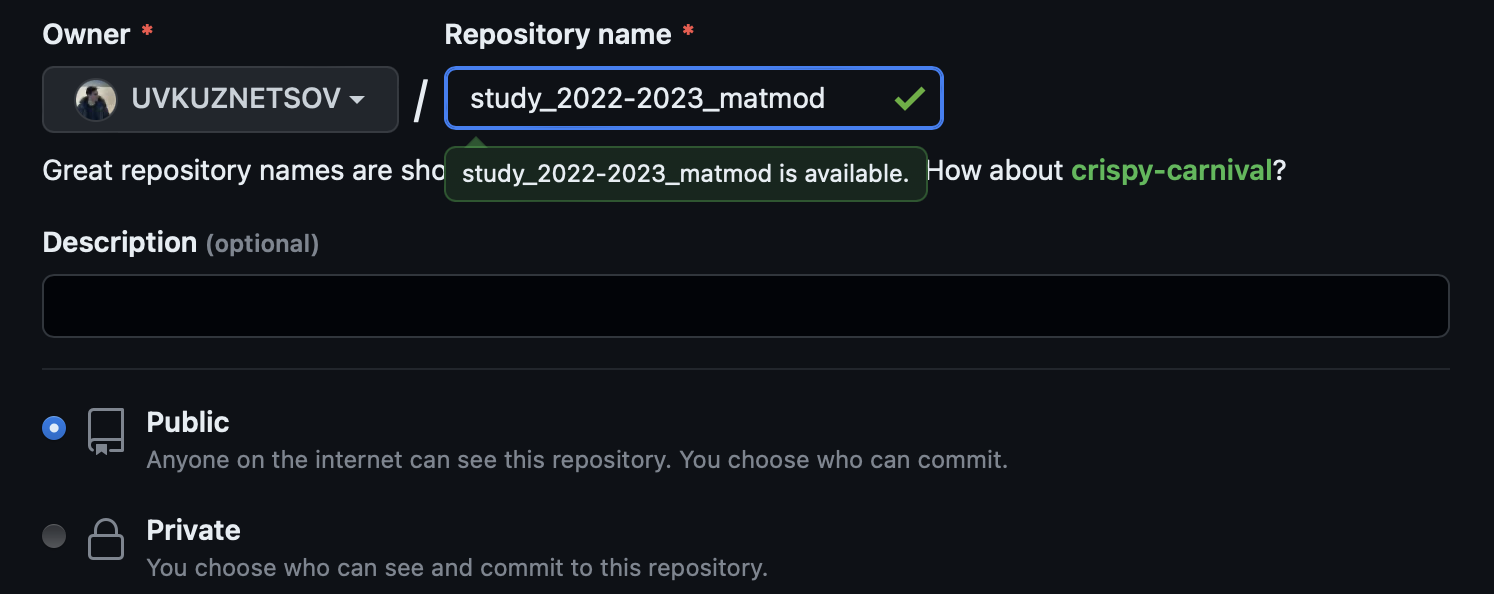 Owner *
Repository name *
UVKUZNETSOV / study_2022-2023_matmod
Great repository names are sho
study_2022-2023_matmod is available.
How about crispy-carnival?
Description (optional)
Public
Anyone on the internet can see this repository. You choose who can commit.
Private
You choose who can see and commit to this repository.